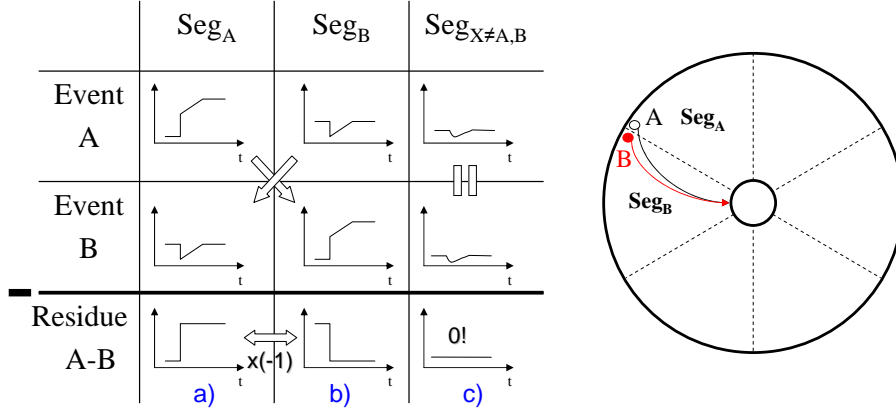 Seg_A Seg_B Seg_X≠A,B
Event
A
t t t
Event
B
t t t
Residue
A-B
x(-1)
0!
t t t
a) b) c)
A Seg_A
B
Seg_B